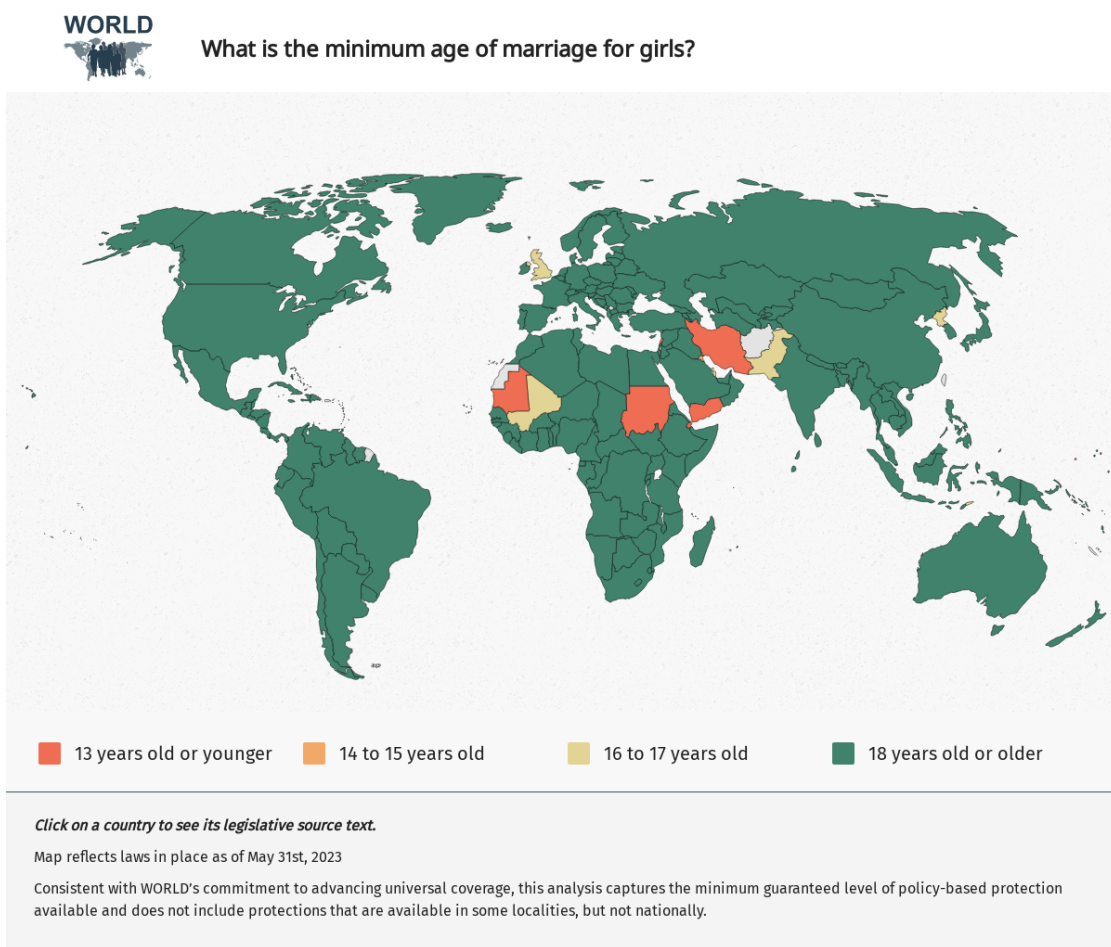 WORLD
What is the minimum age of marriage for girls?
13 years old or younger
14 to 15 years old
16 to 17 years old
18 years old or older
Click on a country to see its legislative source text.
Map reflects laws in place as of May 31st, 2023
Consistent with WORLD’s commitment to advancing universal coverage, this analysis captures the minimum guaranteed level of policy-based protection
available and does not include protections that are available in some localities, but not nationally.